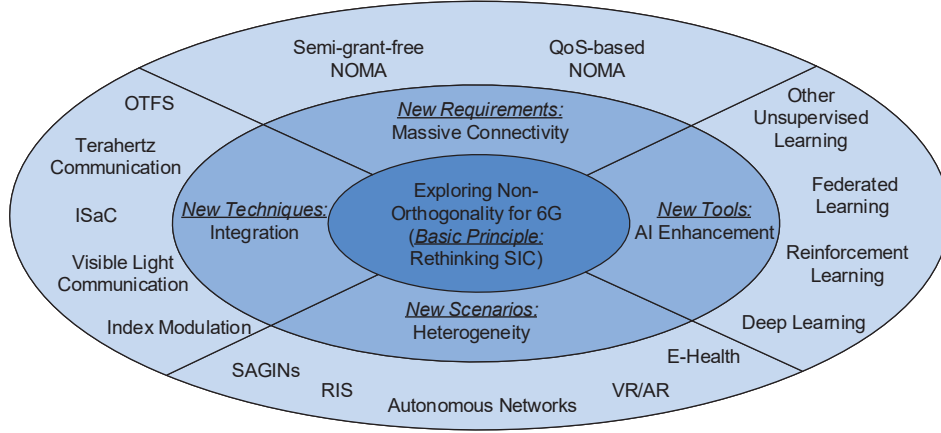 Semi-grant-free
NOMA
QoS-based
NOMA
OTFS
Terahertz
Communication
ISaC
Visible Light
Communication
Index Modulation
New Requirements:
Massive Connectivity
New Techniques:
Integration
Exploring Non-
Orthogonality for 6G
(Basic Principle:
Rethinking SIC)
New Tools:
AI Enhancement
New Scenarios:
Heterogeneity
Other
Unsupervised
Learning
Federated
Learning
Reinforcement
Learning
Deep Learning
SAGINs
RIS
Autonomous Networks
VR/AR
E-Health